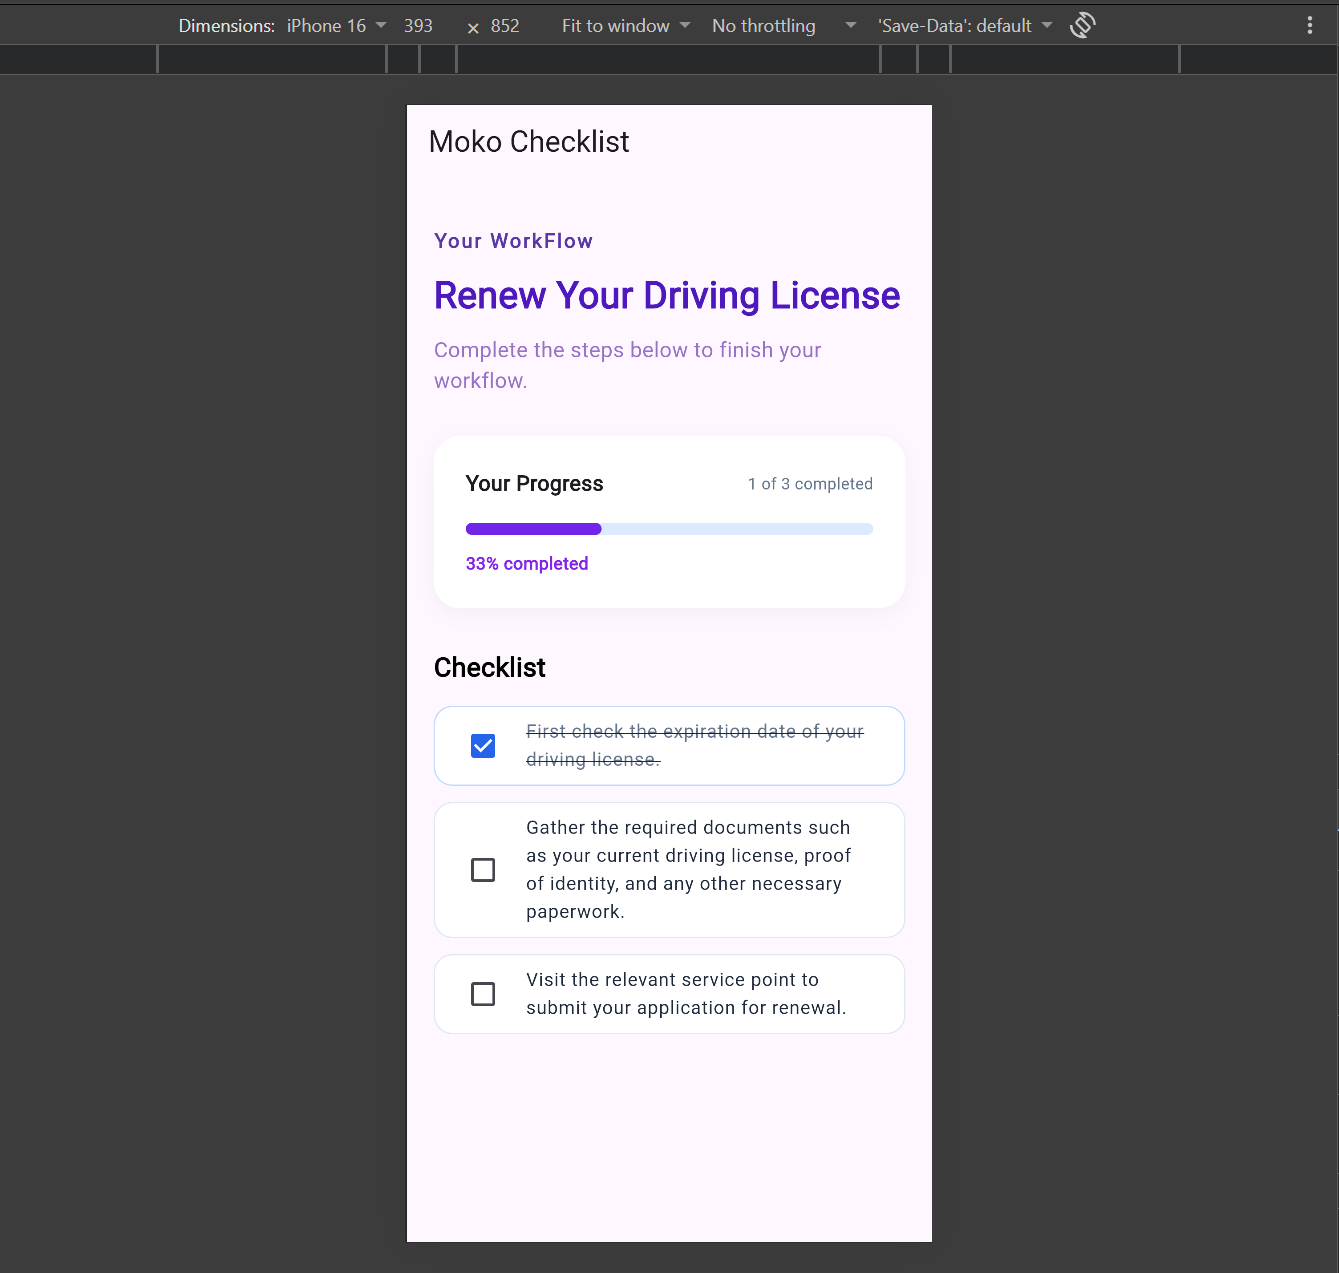 Dimensions: iPhone 16 393 × 852 Fit to window No throttling 'Save-Data': default
Moko Checklist
Your WorkFlow
Renew Your Driving License
Complete the steps below to finish your
workflow.
Your Progress 1 of 3 completed
33% completed
Checklist
First check the expiration date of your
driving license.
Gather the required documents such
as your current driving license, proof
of identity, and any other necessary
paperwork.
Visit the relevant service point to
submit your application for renewal.